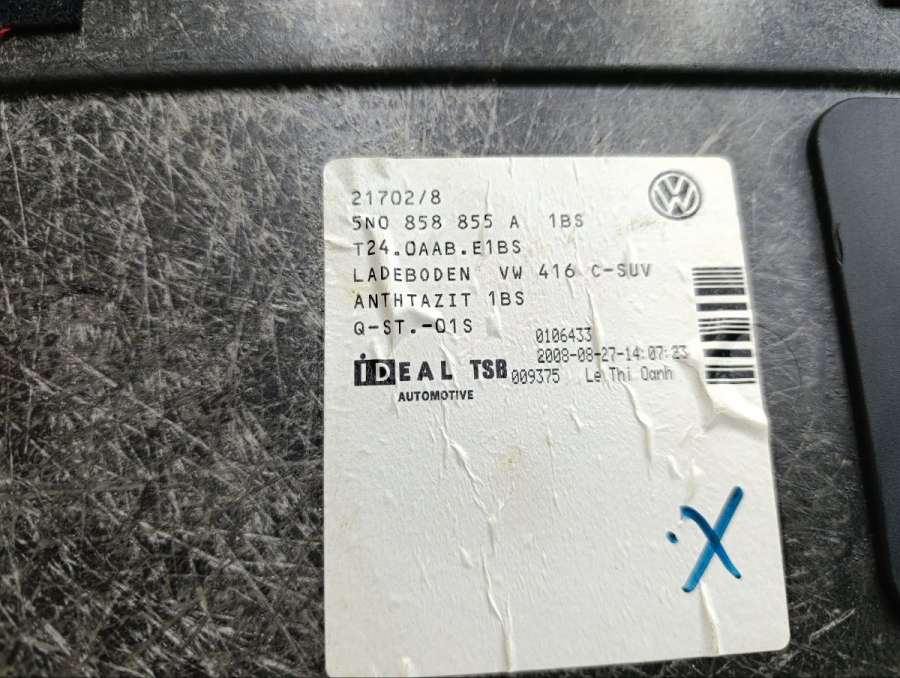 21702/8
5N0 858 855 A 1BS
T24.0AAB.E1BS
LADEBODEN VW 416 C-SUV
ANTHTAZIT 1BS
Q-ST.-01S
0106433
2008-08-27-14:07:23
009375 Le Thi Oanh
iDEAL TSB
AUTOMOTIVE
X